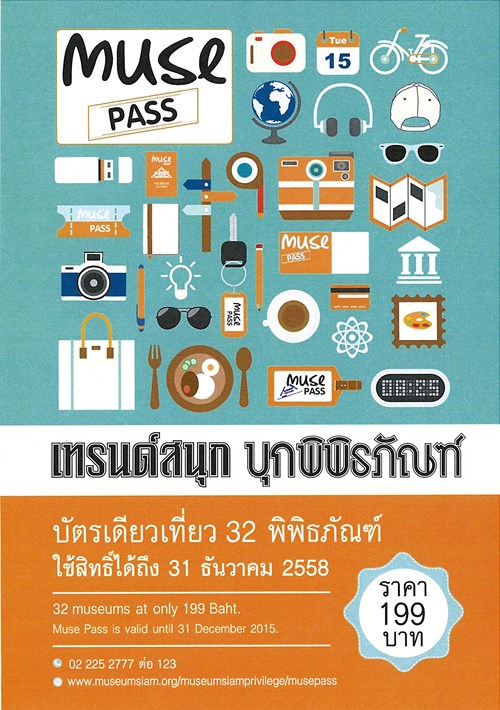 muse
PASS
Tue
15
muse
muse
PASS
muse
PASS
muse
PASS
muse
PASS
เทรนด์สนุก บุกพิพิธภัณฑ์
บัตรเดียวเที่ยว 32 พิพิธภัณฑ์
ใช้สิทธิ์ได้ถึง 31 ธันวาคม 2558
32 museums at only 199 Baht.
Muse Pass is valid until 31 December 2015.
02 225 2777 ต่อ 123
www.museumsiam.org/museumsiamprivilege/musepass
ราคา
199
บาท